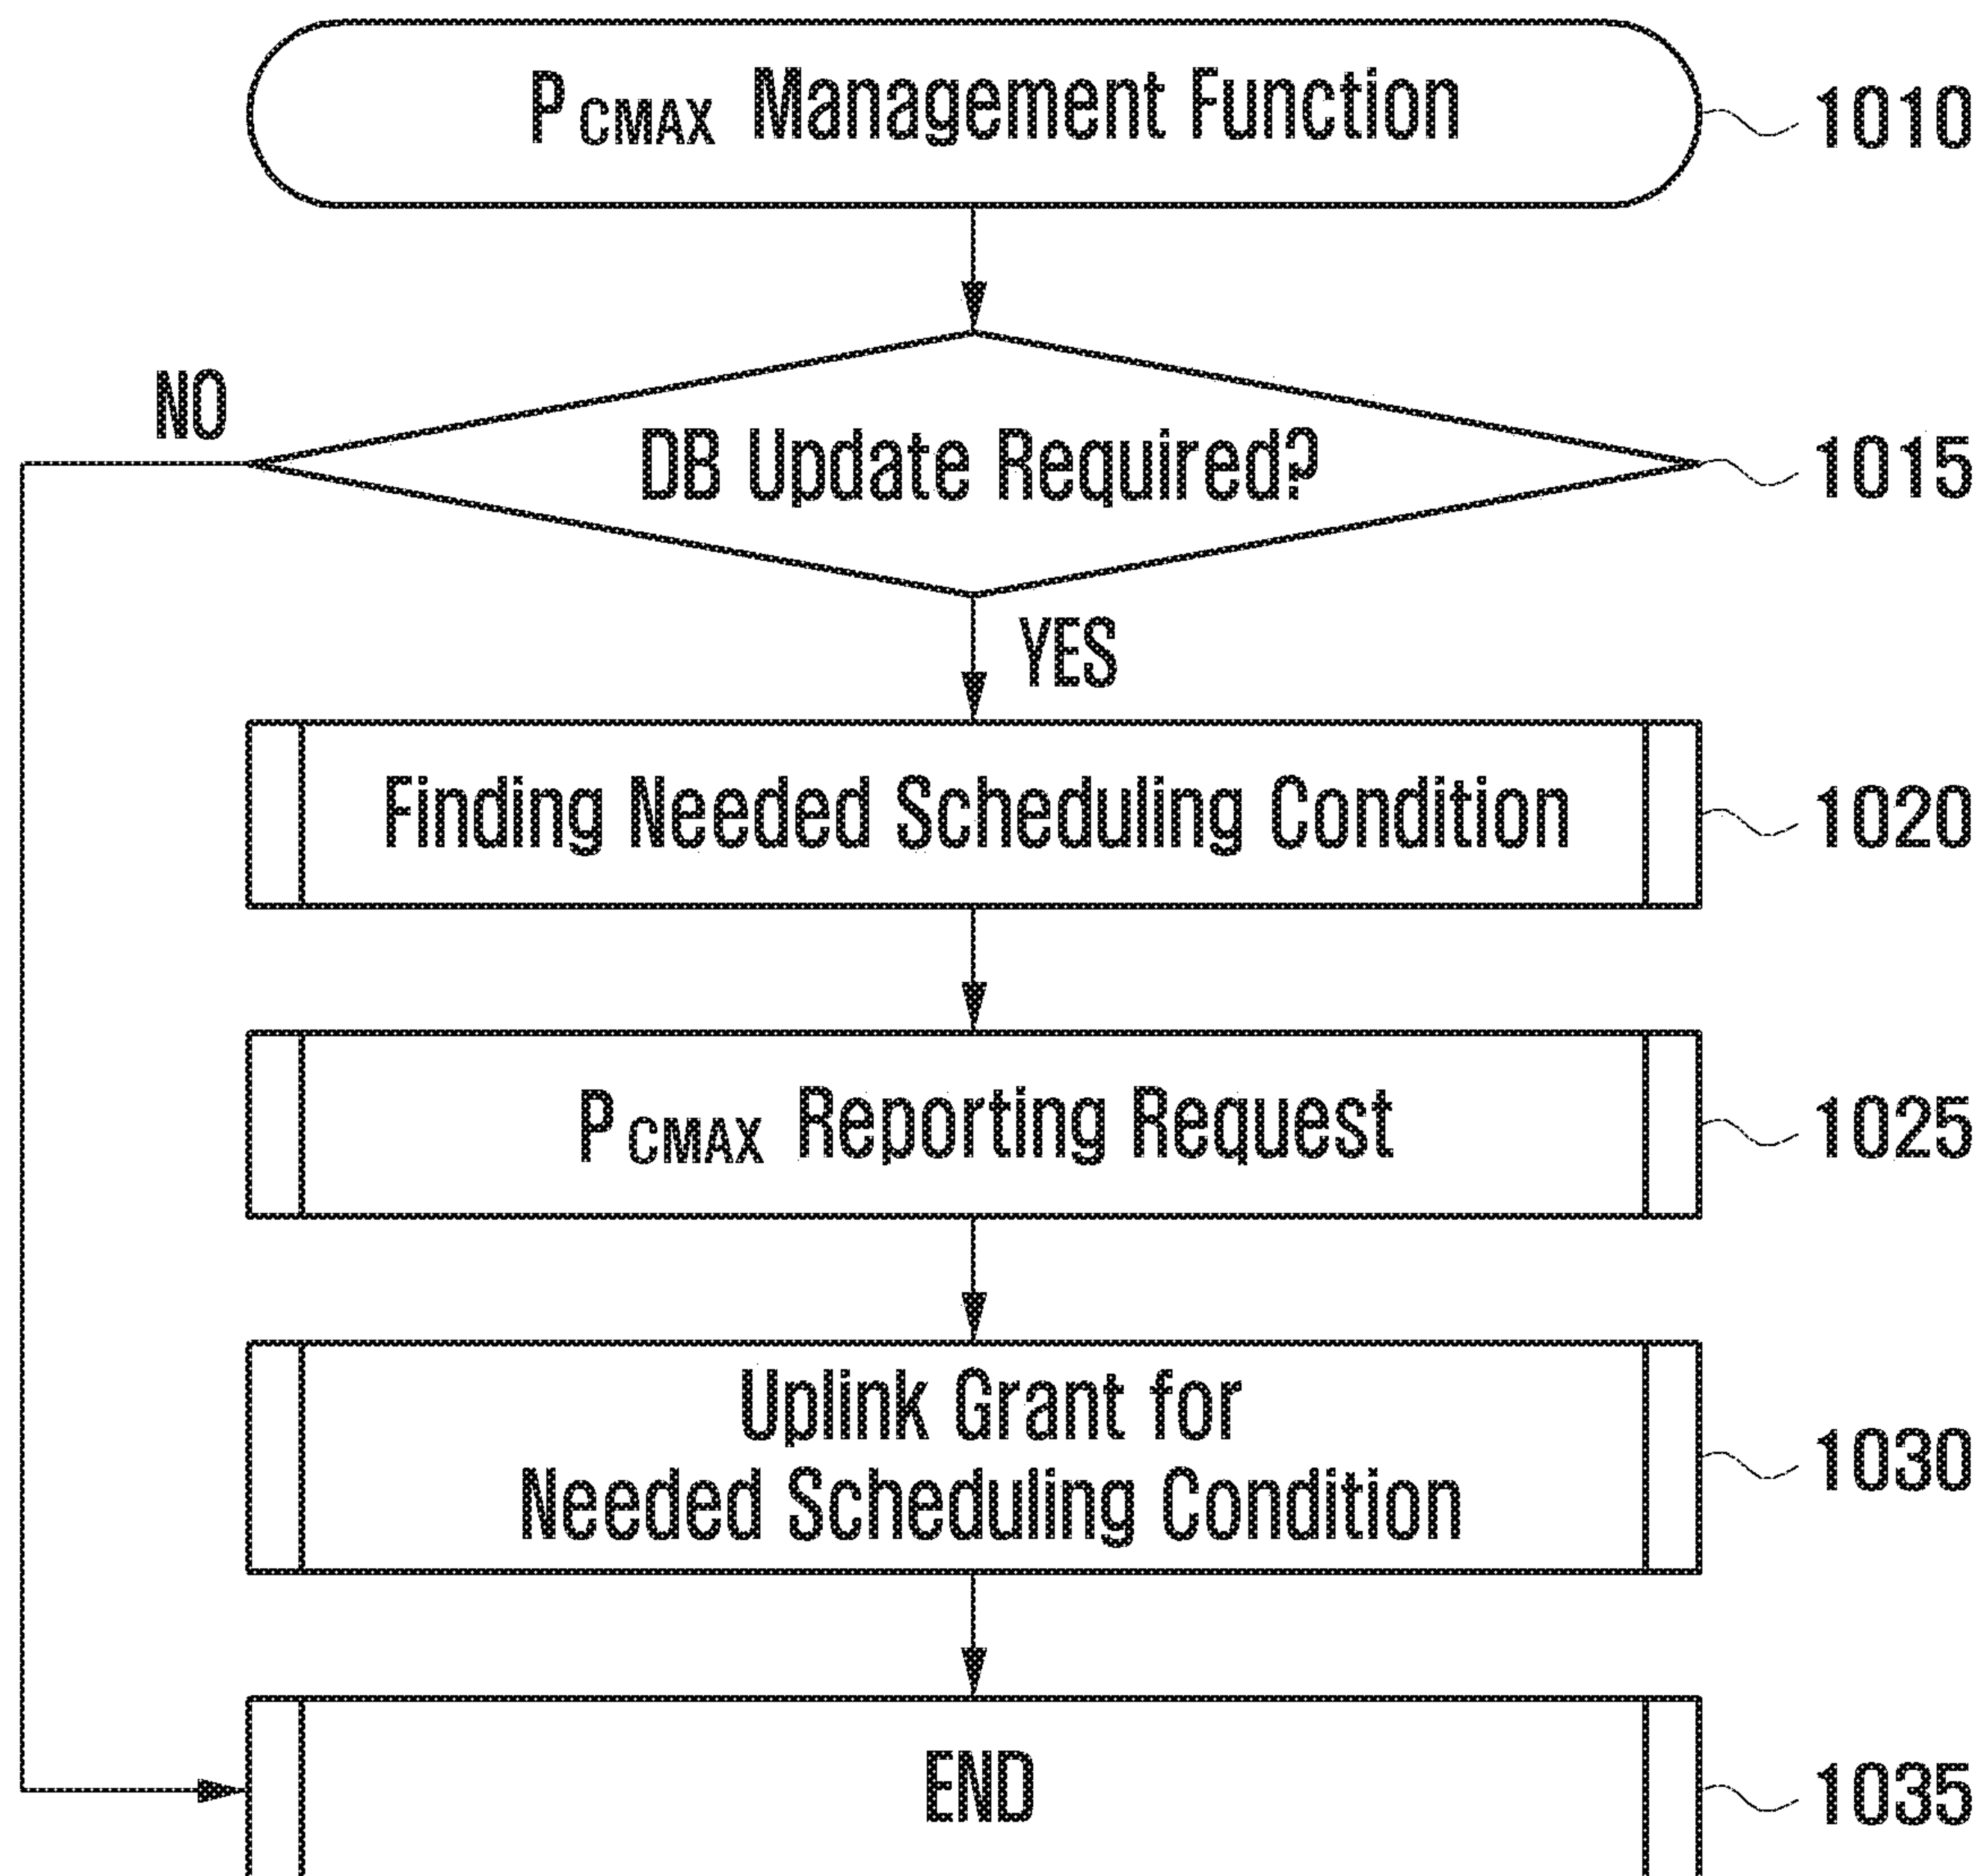 PCMAX Management Function
1010
NO
DB Update Required?
1015
YES
Finding Needed Scheduling Condition
1020
PCMAX Reporting Request
1025
Uplink Grant for
Needed Scheduling Condition
1030
END
1035